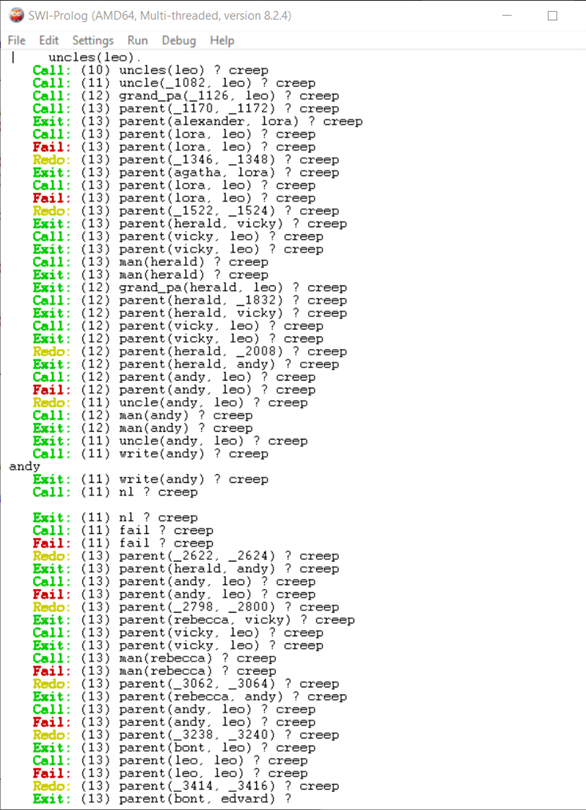 SWI-Prolog (AMD64, Multi-threaded, version 8.2.4)
File Edit Settings Run Debug Help
| uncles(leo).
Call: (10) uncles(leo) ? creep
Call: (11) uncle(_1082, leo) ? creep
Call: (12) grand_pa(_1126, leo) ? creep
Call: (13) parent(_1170, _1172) ? creep
Exit: (13) parent(alexander, lora) ? creep
Call: (13) parent(lora, leo) ? creep
Fail: (13) parent(lora, leo) ? creep
Redo: (13) parent(_1346, _1348) ? creep
Exit: (13) parent(agatha, lora) ? creep
Call: (13) parent(lora, leo) ? creep
Fail: (13) parent(lora, leo) ? creep
Redo: (13) parent(_1522, _1524) ? creep
Exit: (13) parent(herald, vicky) ? creep
Call: (13) parent(vicky, leo) ? creep
Exit: (13) parent(vicky, leo) ? creep
Call: (13) man(herald) ? creep
Exit: (13) man(herald) ? creep
Exit: (12) grand_pa(herald, leo) ? creep
Call: (12) parent(herald, _1832) ? creep
Exit: (12) parent(herald, vicky) ? creep
Call: (12) parent(vicky, leo) ? creep
Exit: (12) parent(vicky, leo) ? creep
Redo: (12) parent(herald, _2008) ? creep
Exit: (12) parent(herald, andy) ? creep
Call: (12) parent(andy, leo) ? creep
Fail: (12) parent(andy, leo) ? creep
Redo: (11) uncle(andy, leo) ? creep
Call: (12) man(andy) ? creep
Exit: (12) man(andy) ? creep
Exit: (11) uncle(andy, leo) ? creep
Call: (11) write(andy) ? creep
andy
Exit: (11) write(andy) ? creep
Call: (11) nl ? creep
Exit: (11) nl ? creep
Call: (11) fail ? creep
Fail: (11) fail ? creep
Redo: (13) parent(_2622, _2624) ? creep
Exit: (13) parent(herald, andy) ? creep
Call: (13) parent(andy, leo) ? creep
Fail: (13) parent(andy, leo) ? creep
Redo: (13) parent(_2798, _2800) ? creep
Exit: (13) parent(rebecca, vicky) ? creep
Call: (13) parent(vicky, leo) ? creep
Exit: (13) parent(vicky, leo) ? creep
Call: (13) man(rebecca) ? creep
Fail: (13) man(rebecca) ? creep
Redo: (13) parent(_3062, _3064) ? creep
Exit: (13) parent(rebecca, andy) ? creep
Call: (13) parent(andy, leo) ? creep
Fail: (13) parent(andy, leo) ? creep
Redo: (13) parent(_3238, _3240) ? creep
Exit: (13) parent(bont, leo) ? creep
Call: (13) parent(leo, leo) ? creep
Fail: (13) parent(leo, leo) ? creep
Redo: (13) parent(_3414, _3416) ? creep
Exit: (13) parent(bont, edvard) ?